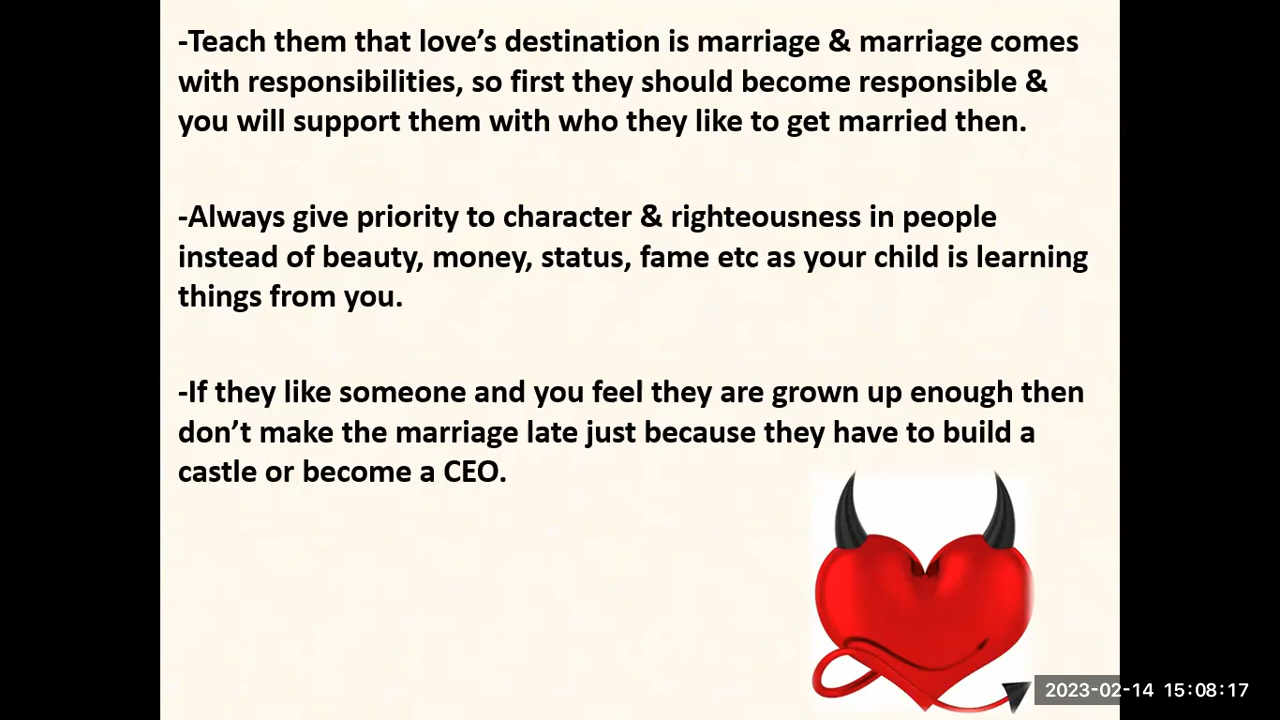 -Teach them that love’s destination is marriage & marriage comes
with responsibilities, so first they should become responsible &
you will support them with who they like to get married then.
-Always give priority to character & righteousness in people
instead of beauty, money, status, fame etc as your child is learning
things from you.
-If they like someone and you feel they are grown up enough then
don’t make the marriage late just because they have to build a
castle or become a CEO.
2023-02-14 15:08:17